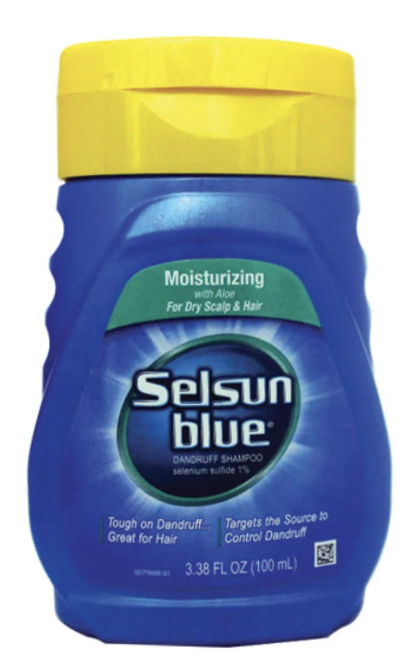 Moisturizing
with Aloe
For Dry Scalp & Hair
Selsun
blue®
DANDRUFF SHAMPOO
selenium sulfide 1%
Tough on Dandruff...
Great for Hair
Targets the Source to
Control Dandruff
3.38 FL OZ (100 mL)